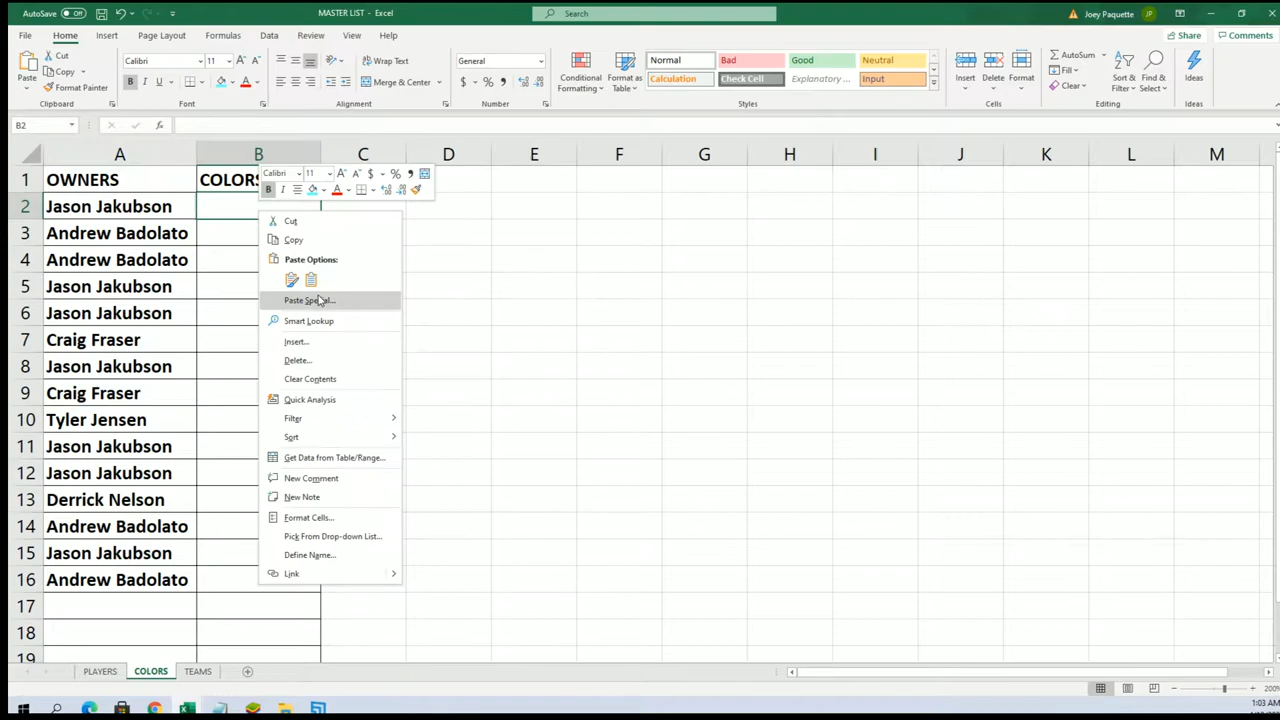 AutoSave Off MASTER LIST - Excel Search Joey Paquette JP
File Home Insert Page Layout Formulas Data Review View Help Share Comments
Paste Cut Copy Format Painter Calibri 11 Wrap Text Merge & Center General Conditional Formatting Format as Table Normal Bad Good Neutral Calculation Check Cell Explanatory ... Input Insert Delete Format AutoSum Fill Clear Sort & Filter Find & Select Ideas
Clipboard Font Alignment Number Styles Cells Editing Ideas
B2 fx
A B C D E F G H I J K L M
1 OWNERS COLORS
2 Jason Jakubson
3 Andrew Badolato
4 Andrew Badolato
5 Jason Jakubson
6 Jason Jakubson
7 Craig Fraser
8 Jason Jakubson
9 Craig Fraser
10 Tyler Jensen
11 Jason Jakubson
12 Jason Jakubson
13 Derrick Nelson
14 Andrew Badolato
15 Jason Jakubson
16 Andrew Badolato
17
18
19
Calibri 11 A A $ % ,
B I A
Cut
Copy
Paste Options:
Paste Special...
Smart Lookup
Insert...
Delete...
Clear Contents
Quick Analysis
Filter
Sort
Get Data from Table/Range...
New Comment
New Note
Format Cells...
Pick From Drop-down List...
Define Name...
Link
PLAYERS COLORS TEAMS
200%
1:03 AM